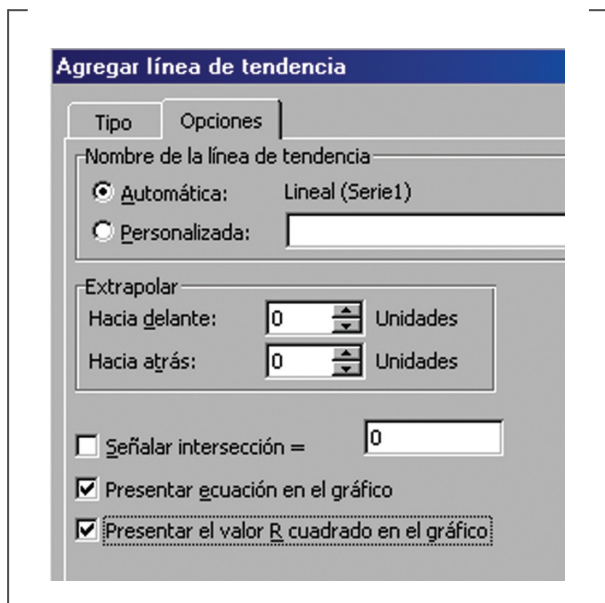 Agregar línea de tendencia
Tipo Opciones
Nombre de la línea de tendencia
Automática: Lineal (Serie1)
Personalizada:
Extrapolar
Hacia delante: 0 Unidades
Hacia atrás: 0 Unidades
Señalar intersección = 0
Presentar ecuación en el gráfico
Presentar el valor R cuadrado en el gráfico